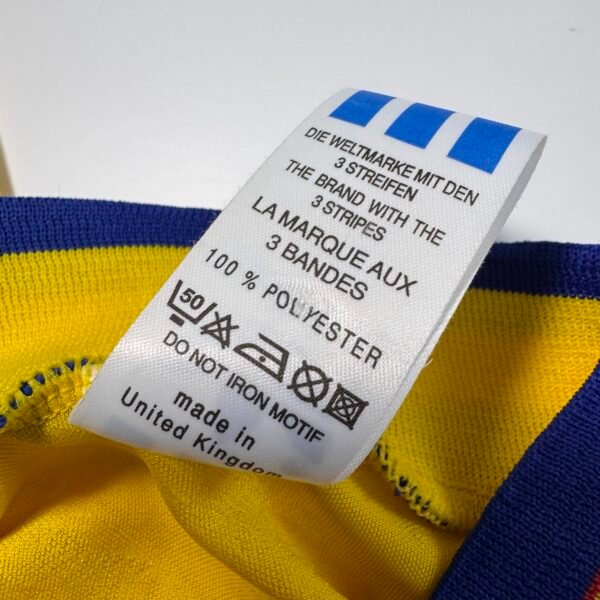 DIE WELTMARKE MIT DEN
3 STREIFEN
THE BRAND WITH THE
3 STRIPES
LA MARQUE AUX
3 BANDES
100 % POLYESTER
50
DO NOT IRON MOTIF
made in
United Kingdom